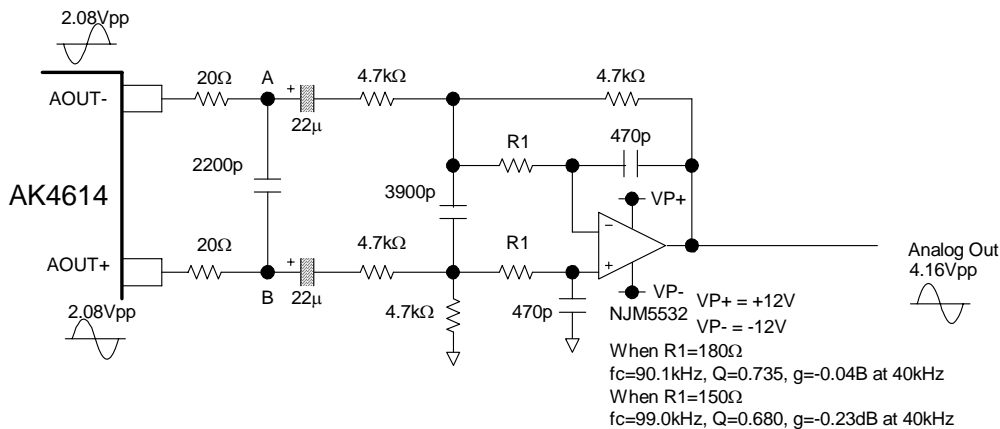 2.08Vpp
AOUT-
20Ω
A
+
22μ
4.7kΩ
4.7kΩ
R1
470p
2200p
3900p
AK4614
VP+
−
+
20Ω
AOUT+
B
+
22μ
4.7kΩ
R1
4.7kΩ
470p
VP-
NJM5532
2.08Vpp
Analog Out
4.16Vpp
VP+ = +12V
VP- = -12V
When R1=180Ω
fc=90.1kHz, Q=0.735, g=-0.04B at 40kHz
When R1=150Ω
fc=99.0kHz, Q=0.680, g=-0.23dB at 40kHz